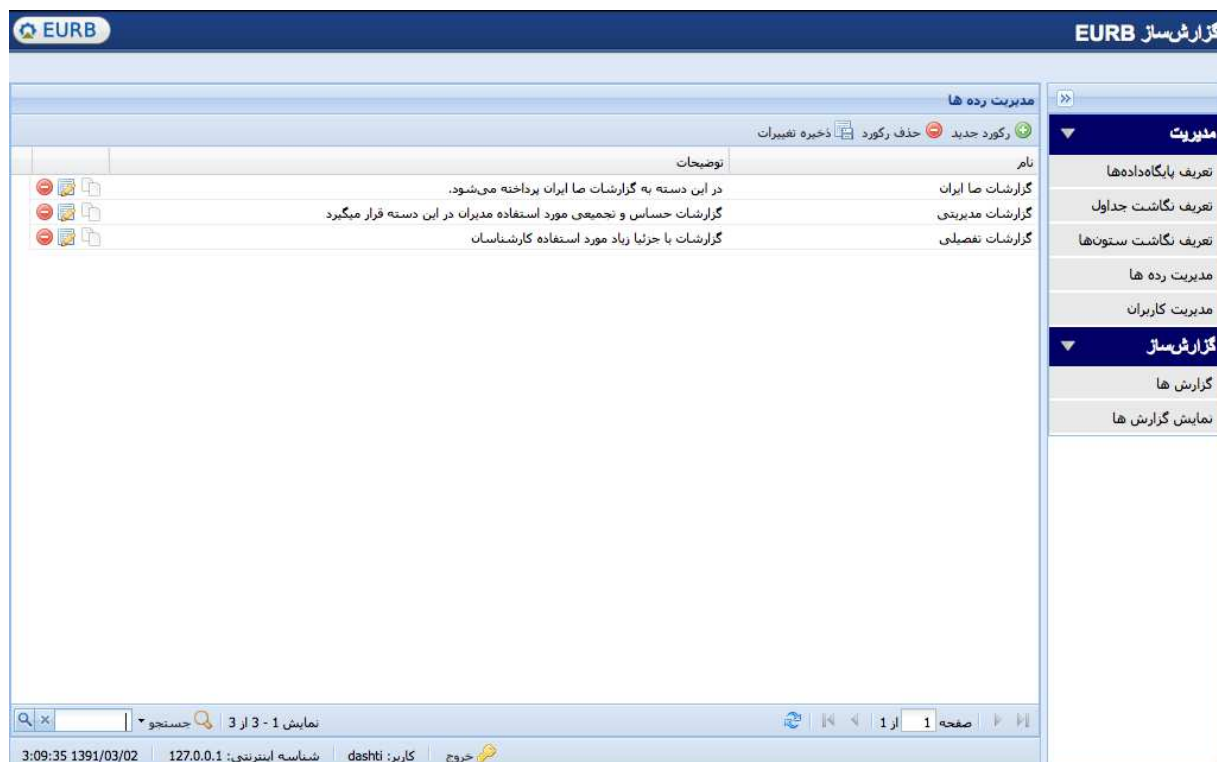 گزارش‌ساز EURB
EURB
مدیریت رده ها
رکورد جدید حذف رکورد ذخیره تغییرات
نام توضیحات
گزارشات صا ایران در این دسته به گزارشات صا ایران پرداخته می‌شود.
گزارشات مدیریتی گزارشات حساس و تجمیعی مورد استفاده مدیران در این دسته قرار میگیرد
گزارشات تفصیلی گزارشات با جزئیا زیاد مورد استفاده کارشناسان
مدیریت
تعریف پایگاه‌داده‌ها
تعریف نگاشت جداول
تعریف نگاشت ستون‌ها
مدیریت رده ها
مدیریت کاربران
گزارش‌ساز
گزارش ها
نمایش گزارش ها
صفحه 1 از 1
نمایش 1 - 3 از 3 جستجو
خروج کاربر: dashti شناسه اینترنتی: 127.0.0.1 3:09:35 1391/03/02